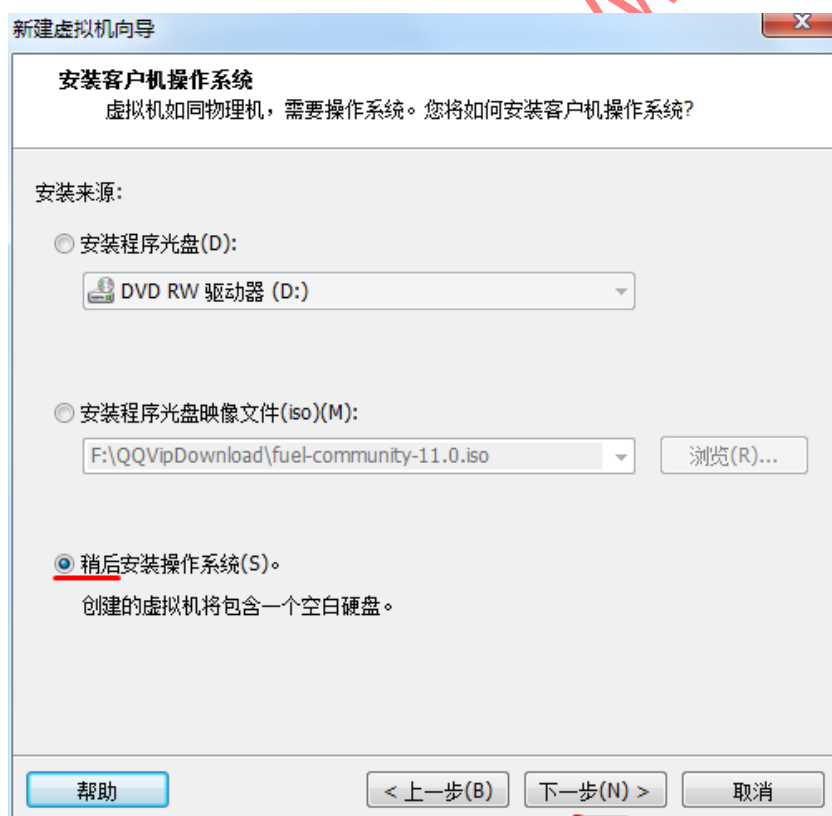 新建虚拟机向导
安装客户机操作系统
虚拟机如同物理机，需要操作系统。您将如何安装客户机操作系统?
安装来源:
安装程序光盘(D):
DVD RW 驱动器 (D:)
安装程序光盘映像文件(iso)(M):
F:\QQVipDownload\fuel-community-11.0.iso
浏览(R)...
稍后安装操作系统(S)。
创建的虚拟机将包含一个空白硬盘。
帮助
< 上一步(B)
下一步(N) >
取消